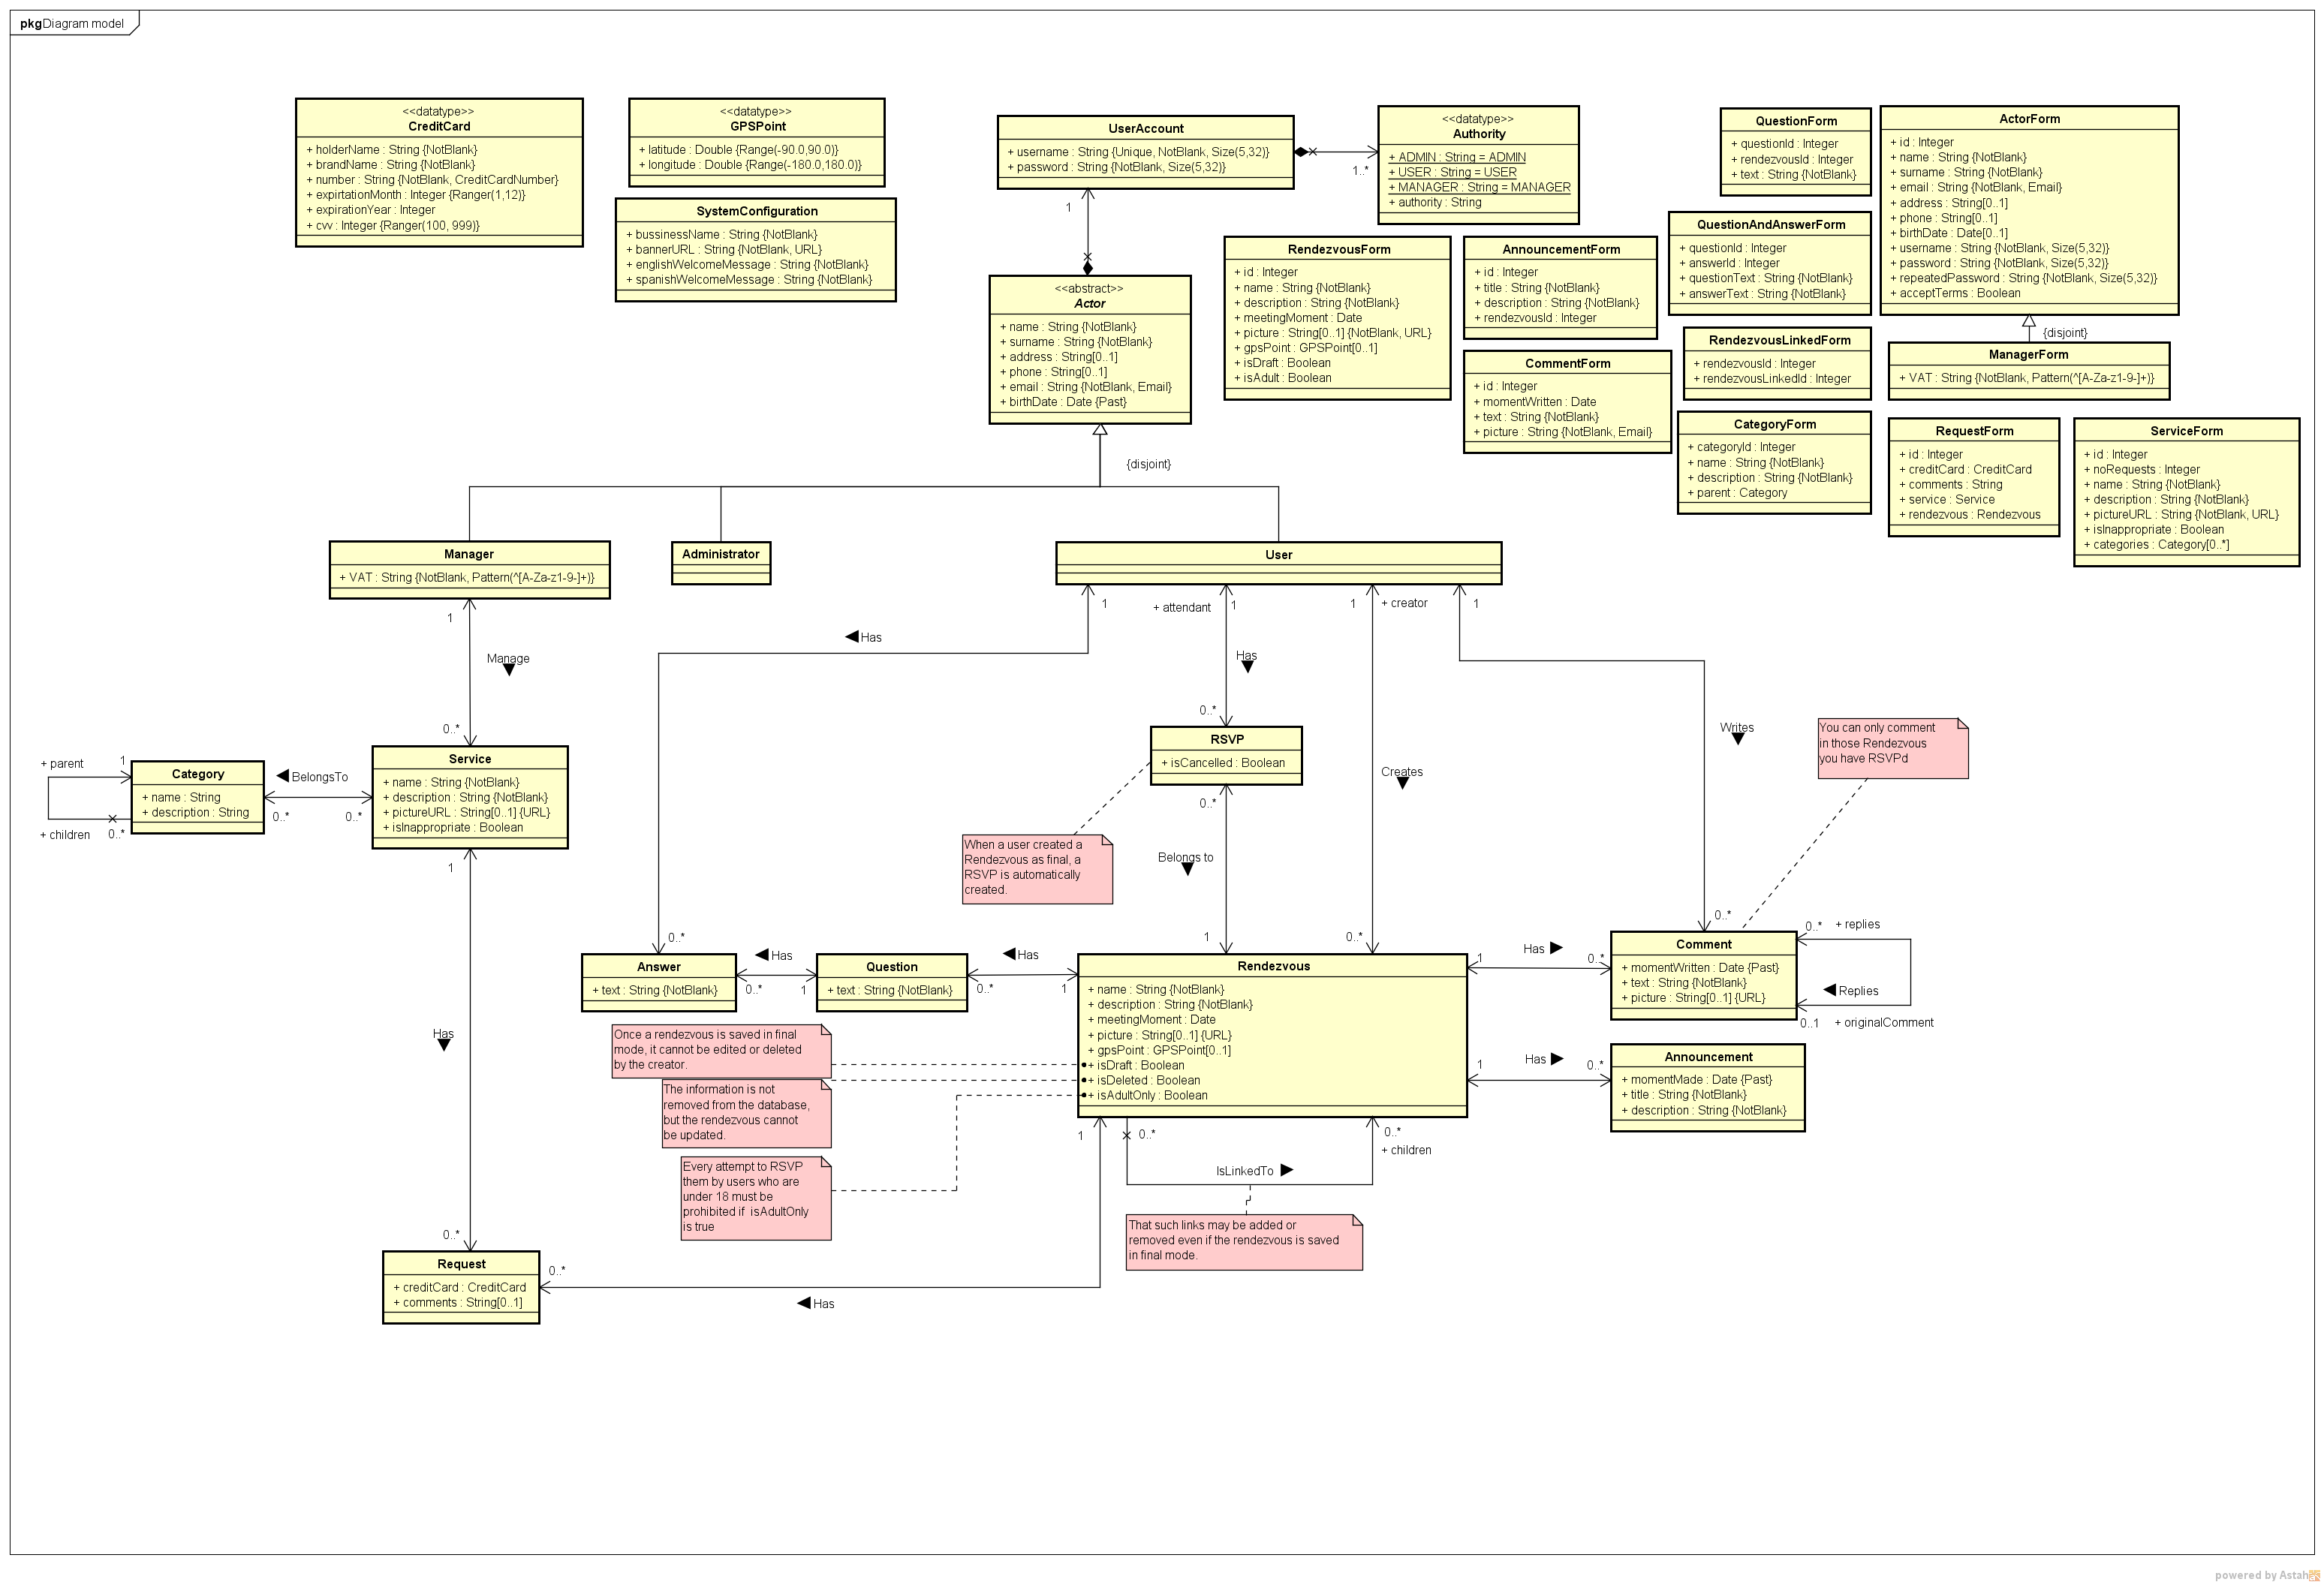 pkg Diagram model
<<datatype>>
CreditCard
+ holderName : String {NotBlank}
+ brandName : String {NotBlank}
+ number : String {NotBlank, CreditCardNumber}
+ expirtationMonth : Integer {Ranger(1,12)}
+ expirationYear : Integer
+ cvv : Integer {Ranger(100, 999)}
<<datatype>>
GPSPoint
+ latitude : Double {Range(-90.0,90.0)}
+ longitude : Double {Range(-180.0,180.0)}
SystemConfiguration
+ bussinessName : String {NotBlank}
+ bannerURL : String {NotBlank, URL}
+ englishWelcomeMessage : String {NotBlank}
+ spanishWelcomeMessage : String {NotBlank}
UserAccount
+ username : String {Unique, NotBlank, Size(5,32)}
+ password : String {NotBlank, Size(5,32)}
1..*
1
<<datatype>>
Authority
+ ADMIN : String = ADMIN
+ USER : String = USER
+ MANAGER : String = MANAGER
+ authority : String
<<abstract>>
Actor
+ name : String {NotBlank}
+ surname : String {NotBlank}
+ address : String[0..1]
+ phone : String[0..1]
+ email : String {NotBlank, Email}
+ birthDate : Date {Past}
{disjoint}
RendezvousForm
+ id : Integer
+ name : String {NotBlank}
+ description : String {NotBlank}
+ meetingMoment : Date
+ picture : String[0..1] {NotBlank, URL}
+ gpsPoint : GPSPoint[0..1]
+ isDraft : Boolean
+ isAdult : Boolean
AnnouncementForm
+ id : Integer
+ title : String {NotBlank}
+ description : String {NotBlank}
+ rendezvousId : Integer
CommentForm
+ id : Integer
+ momentWritten : Date
+ text : String {NotBlank}
+ picture : String {NotBlank, Email}
QuestionForm
+ questionId : Integer
+ rendezvousId : Integer
+ text : String {NotBlank}
QuestionAndAnswerForm
+ questionId : Integer
+ answerId : Integer
+ questionText : String {NotBlank}
+ answerText : String {NotBlank}
RendezvousLinkedForm
+ rendezvousId : Integer
+ rendezvousLinkedId : Integer
CategoryForm
+ categoryId : Integer
+ name : String {NotBlank}
+ description : String {NotBlank}
+ parent : Category
ActorForm
+ id : Integer
+ name : String {NotBlank}
+ surname : String {NotBlank}
+ email : String {NotBlank, Email}
+ address : String[0..1]
+ phone : String[0..1]
+ birthDate : Date[0..1]
+ username : String {NotBlank, Size(5,32)}
+ password : String {NotBlank, Size(5,32)}
+ repeatedPassword : String {NotBlank, Size(5,32)}
+ acceptTerms : Boolean
{disjoint}
ManagerForm
+ VAT : String {NotBlank, Pattern(^[A-Za-z1-9-]+)}
RequestForm
+ id : Integer
+ creditCard : CreditCard
+ comments : String
+ service : Service
+ rendezvous : Rendezvous
ServiceForm
+ id : Integer
+ noRequests : Integer
+ name : String {NotBlank}
+ description : String {NotBlank}
+ pictureURL : String {NotBlank, URL}
+ isInappropriate : Boolean
+ categories : Category[0..*]
Manager
+ VAT : String {NotBlank, Pattern(^[A-Za-z1-9-]+)}
Administrator
User
1
Manage
0..*
1
Has
0..*
+ attendant
1
Has
0..*
1
+ creator
Creates
0..*
1
Writes
0..*
You can only comment
in those Rendezvous
you have RSVPd
+ parent
1
+ children
0..*
Category
+ name : String
+ description : String
BelongsTo
0..*
0..*
Service
+ name : String {NotBlank}
+ description : String {NotBlank}
+ pictureURL : String[0..1] {URL}
+ isInappropriate : Boolean
1
Has
0..*
RSVP
+ isCancelled : Boolean
0..*
Belongs to
1
When a user created a
Rendezvous as final, a
RSVP is automatically
created.
Answer
+ text : String {NotBlank}
Has
0..*
1
Question
+ text : String {NotBlank}
Has
0..*
1
Rendezvous
+ name : String {NotBlank}
+ description : String {NotBlank}
+ meetingMoment : Date
+ picture : String[0..1] {URL}
+ gpsPoint : GPSPoint[0..1]
+ isDraft : Boolean
+ isDeleted : Boolean
+ isAdultOnly : Boolean
Has
1
0..*
Comment
+ momentWritten : Date {Past}
+ text : String {NotBlank}
+ picture : String[0..1] {URL}
0..*
+ replies
Replies
0..1
+ originalComment
Has
1
0..*
Announcement
+ momentMade : Date {Past}
+ title : String {NotBlank}
+ description : String {NotBlank}
Once a rendezvous is saved in final
mode, it cannot be edited or deleted
by the creator.
The information is not
removed from the database,
but the rendezvous cannot
be updated.
Every attempt to RSVP
them by users who are
under 18 must be
prohibited if isAdultOnly
is true
1
0..*
0..*
+ children
IsLinkedTo
That such links may be added or
removed even if the rendezvous is saved
in final mode.
Request
+ creditCard : CreditCard
+ comments : String[0..1]
0..*
Has
powered by Astah